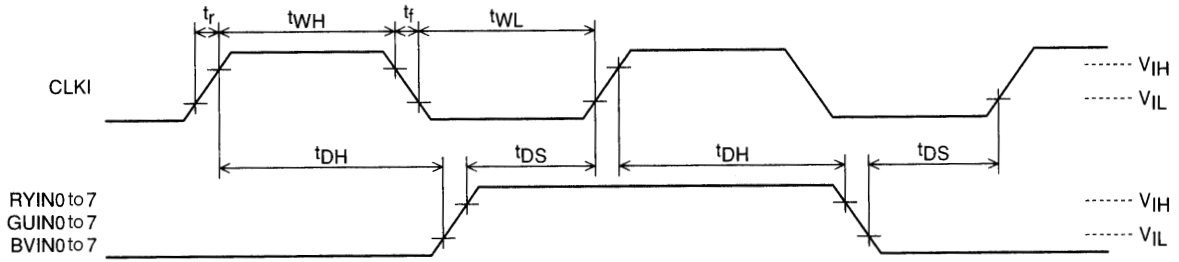 tr tWH tf tWL
CLKI
VIH
VIL
tDH tDS tDH tDS
RYIN0 to 7
GUIN0 to 7
BVIN0 to 7
VIH
VIL